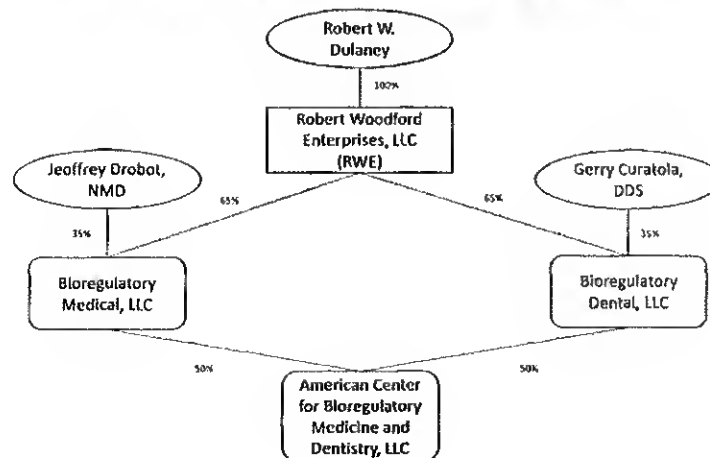 Robert W.
Dulaney
100%
Robert Woodford
Enterprises, LLC
(RWE)
Jeoffrey Drobot,
NMD
Gerry Curatola,
DDS
65%
65%
35%
35%
Bioregulatory
Medical, LLC
Bioregulatory
Dental, LLC
50%
50%
American Center
for Bioregulatory
Medicine and
Dentistry, LLC